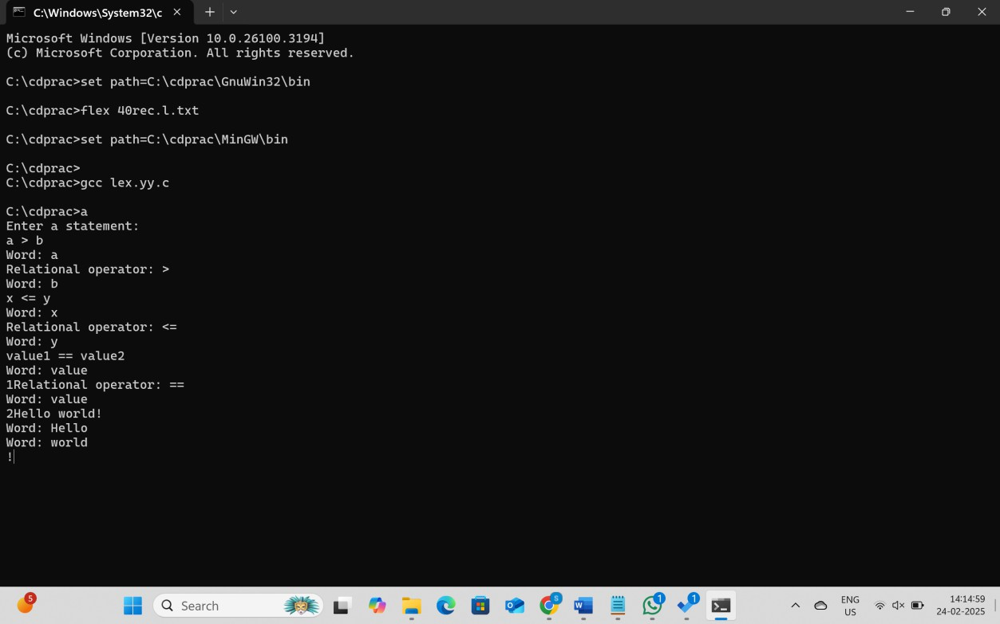 C:\Windows\System32\c
Microsoft Windows [Version 10.0.26100.3194]
(c) Microsoft Corporation. All rights reserved.
C:\cdprac>set path=C:\cdprac\GnuWin32\bin
C:\cdprac>flex 40rec.l.txt
C:\cdprac>set path=C:\cdprac\MinGW\bin
C:\cdprac>
C:\cdprac>gcc lex.yy.c
C:\cdprac>a
Enter a statement:
a > b
Word: a
Relational operator: >
Word: b
x <= y
Word: x
Relational operator: <=
Word: y
value1 == value2
Word: value
1Relational operator: ==
Word: value
2Hello world!
Word: Hello
Word: world
!
5
Search
S
1
1
ENG
US
14:14:59
24-02-2025